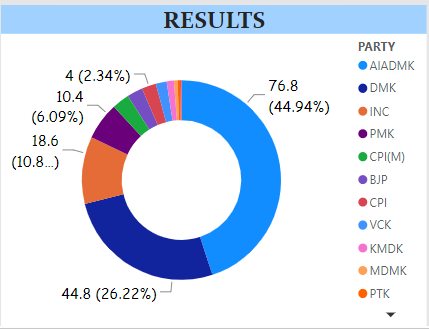 RESULTS
PARTY
AIADMK
DMK
INC
PMK
CPI(M)
BJP
CPI
VCK
KMDK
MDMK
PTK
4 (2.34%)
10.4
(6.09%)
18.6
(10.8...)
76.8
(44.94%)
44.8 (26.22%)